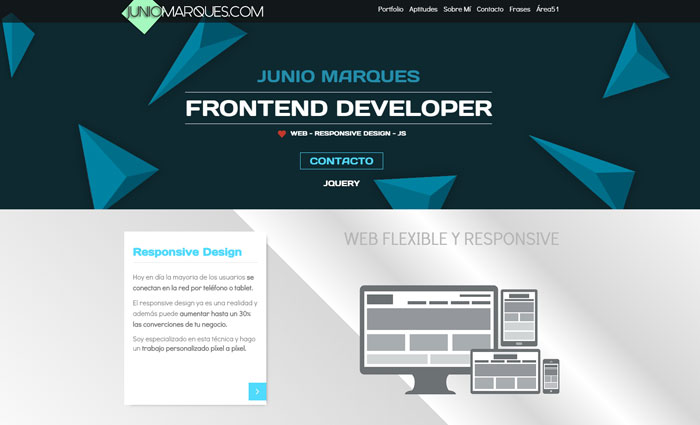 JUNIOMARQUES.COM
Portfolio Aptitudes Sobre Mí Contacto Frases Área51
JUNIO MARQUES
FRONTEND DEVELOPER
WEB - RESPONSIVE DESIGN - JS
CONTACTO
JQUERY
WEB FLEXIBLE Y RESPONSIVE
Responsive Design
Hoy en día la mayoria de los usuarios se
conectan en la red por teléfono o tablet.
El responsive design ya es una realidad y
además puede aumentar hasta un 30%
las conversiones de tu negocio.
Soy especializado en esta técnica y hago
un trabajo personalizado píxel a píxel.